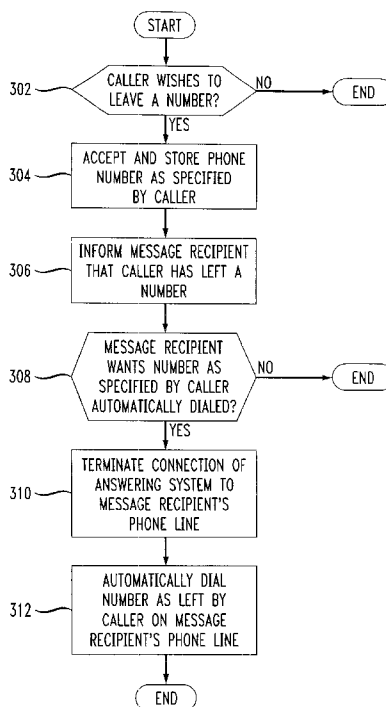 START
302
CALLER WISHES TO
LEAVE A NUMBER?
NO
END
YES
304
ACCEPT AND STORE PHONE
NUMBER AS SPECIFIED
BY CALLER
306
INFORM MESSAGE RECIPIENT
THAT CALLER HAS LEFT A
NUMBER
308
MESSAGE RECIPIENT
WANTS NUMBER AS
SPECIFIED BY CALLER
AUTOMATICALLY DIALED?
NO
END
YES
310
TERMINATE CONNECTION OF
ANSWERING SYSTEM TO
MESSAGE RECIPIENT'S
PHONE LINE
312
AUTOMATICALLY DIAL
NUMBER AS LEFT BY
CALLER ON MESSAGE
RECIPIENT'S PHONE LINE
END